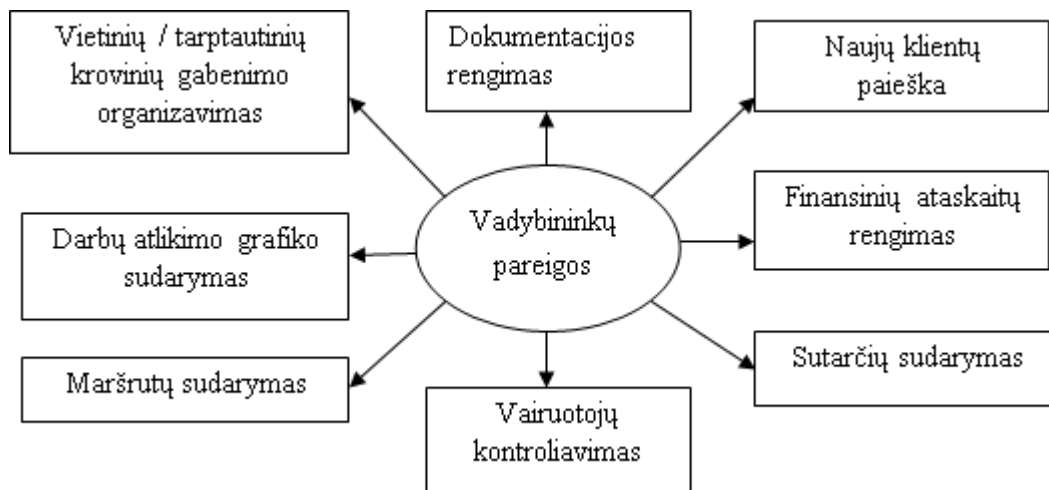 Vietinių / tarptautinių
krovinių gabenimo
organizavimas
Dokumentacijos
rengimas
Naujų klientų
paieška
Vadybininkų
pareigos
Finansinių ataskaitų
rengimas
Darbų atlikimo grafiko
sudarymas
Maršrutų sudarymas
Vairuotojų
kontroliavimas
Sutarčių sudarymas